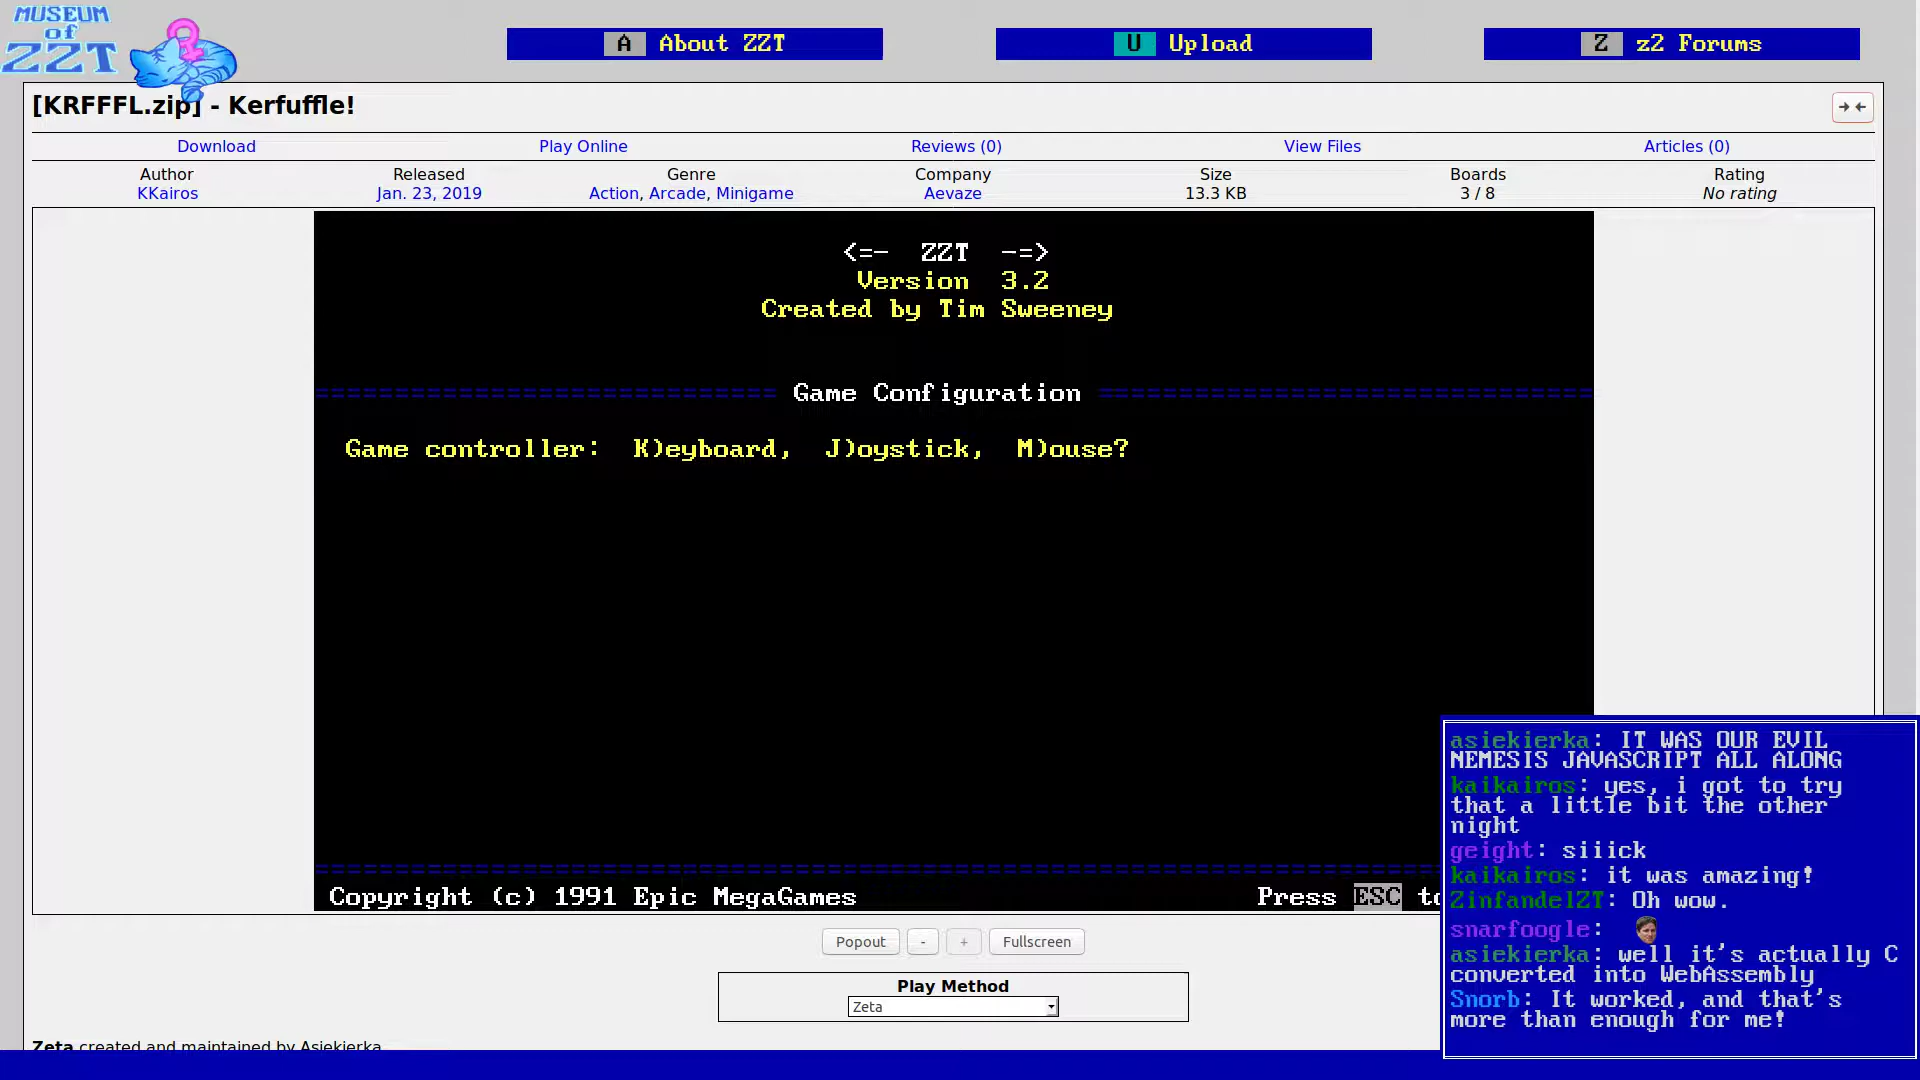 MUSEUM
of
ZZT
A About ZZT
U Upload
Z z2 Forums
[KRFFFL.zip] - Kerfuffle!
Download
Play Online
Reviews (0)
View Files
Articles (0)
Author
Released
Genre
Company
Size
Boards
Rating
KKairos
Jan. 23, 2019
Action, Arcade, Minigame
Aevaze
13.3 KB
3 / 8
No rating
<=- ZZT -=>
Version 3.2
Created by Tim Sweeney
Game Configuration
Game controller: K)eyboard, J)oystick, M)ouse?
Copyright (c) 1991 Epic MegaGames
Press ESC to
Popout
-
+
Fullscreen
Play Method
Zeta
Zeta created and maintained by Asiekierka
asiekierka: IT WAS OUR EVIL
NEMESIS JAVASCRIPT ALL ALONG
kaikairos: yes, i got to try
that a little bit the other
night
geight: siiick
kaikairos: it was amazing!
ZinfandelZT: Oh wow.
snarfoogle:
asiekierka: well it's actually C
converted into WebAssembly
Snorb: It worked, and that's
more than enough for me!